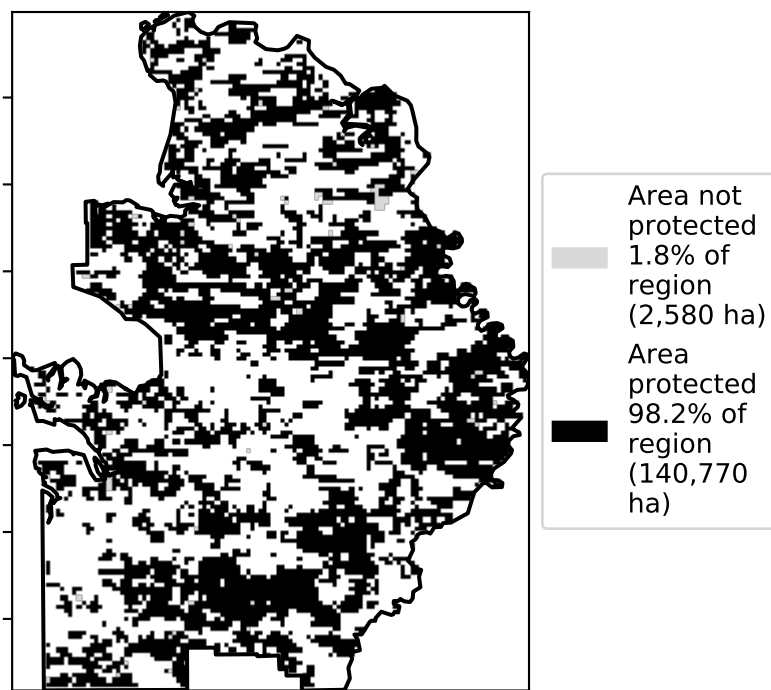 Area not
protected
1.8% of
region
(2,580 ha)
Area
protected
98.2% of
region
(140,770
ha)